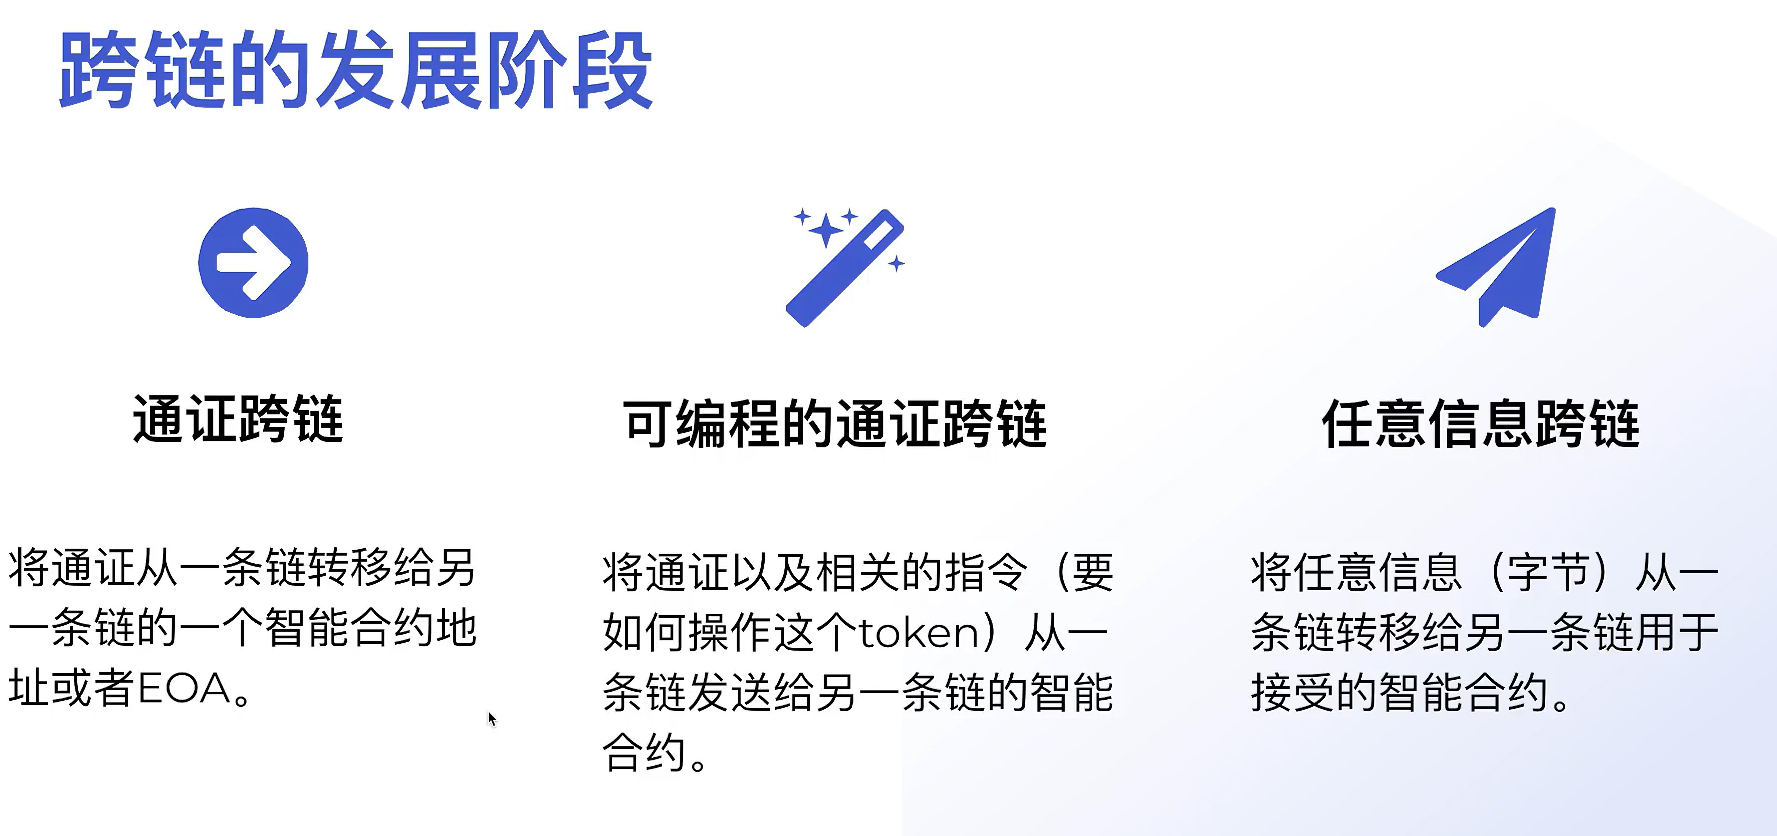 跨链的发展阶段
通证跨链
将通证从一条链转移给另
一条链的一个智能合约地
址或者EOA。
可编程的通证跨链
将通证以及相关的指令（要
如何操作这个token）从一
条链发送给另一条链的智能
合约。
任意信息跨链
将任意信息（字节）从一
条链转移给另一条链用于
接受的智能合约。